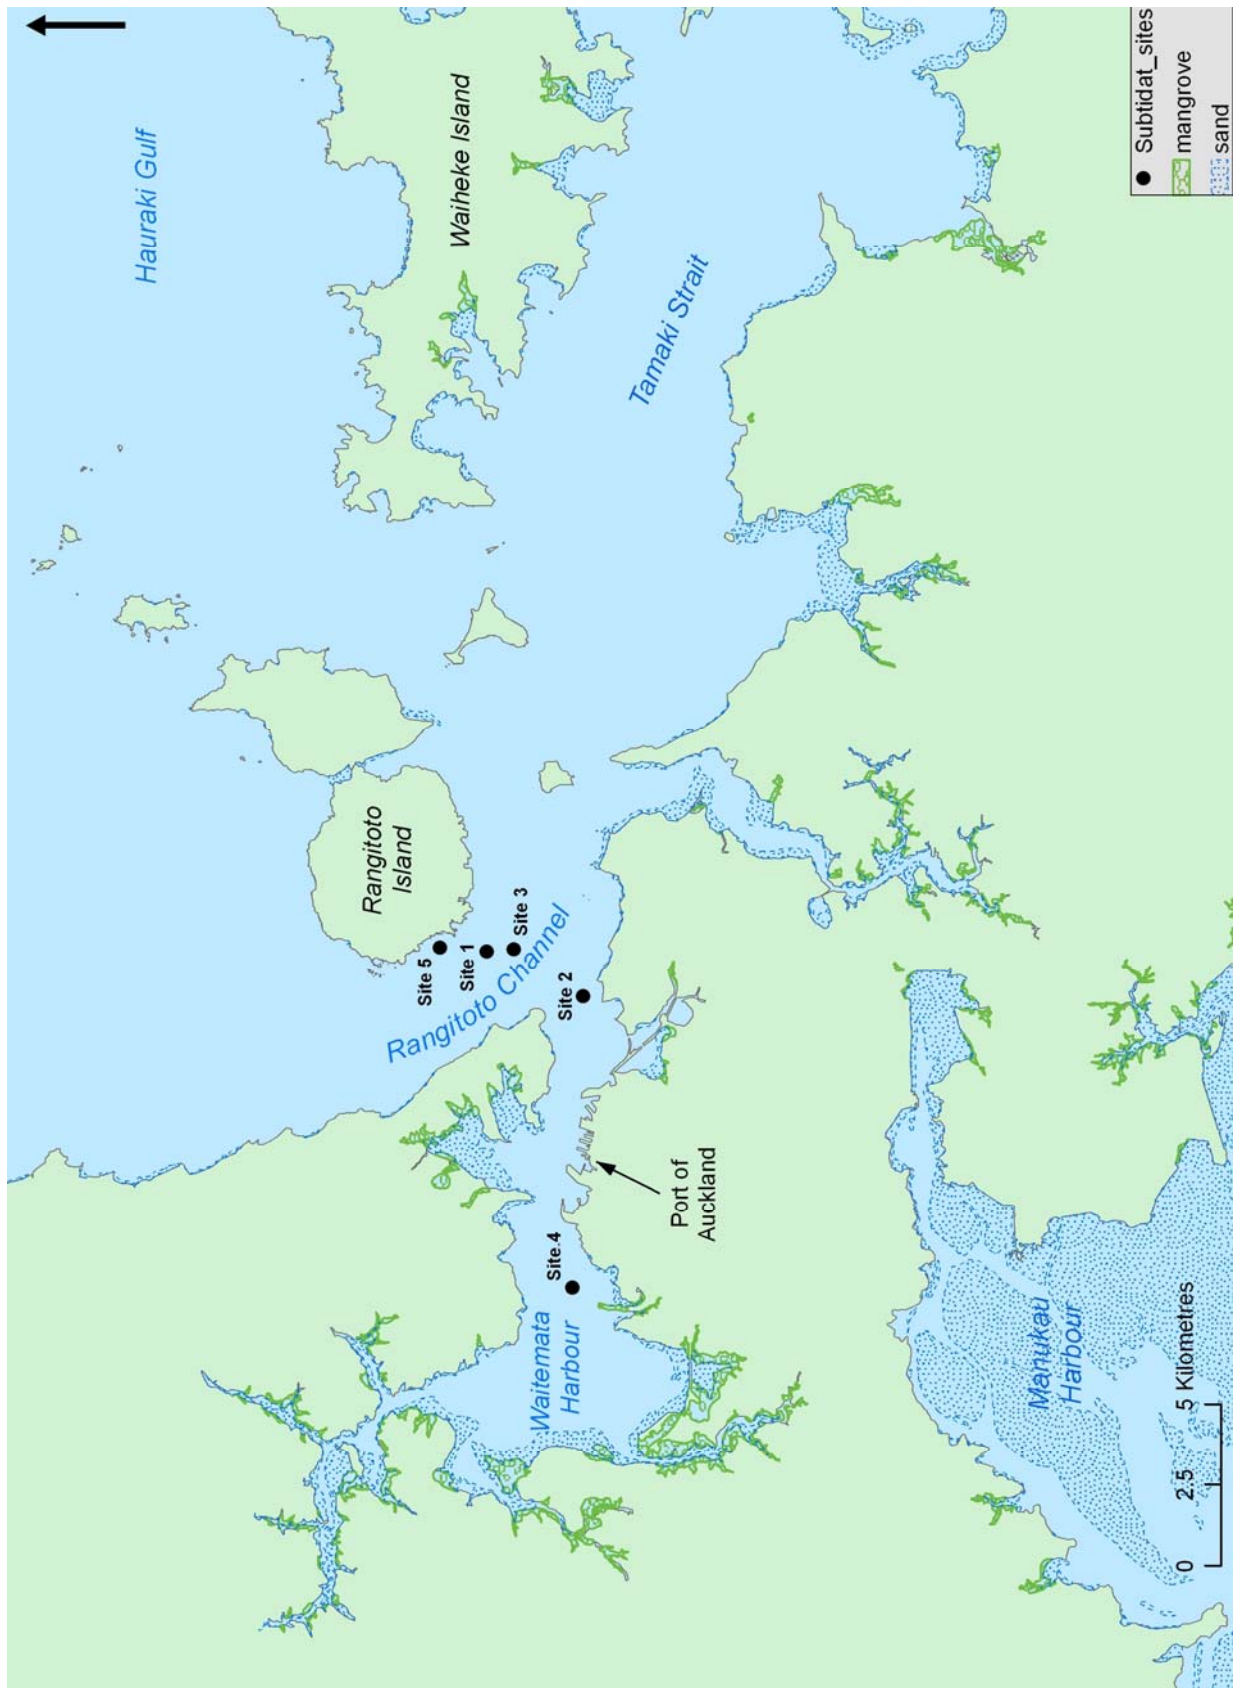 Hauraki Gulf
Waiheke Island
Tamaki Strait
Rangitoto
Island
Site 5
Site 1
Site 3
Rangitoto Channel
Site 2
Port of
Auckland
Site.4
Waitemata
Harbour
Manukau
Harbour
0 2.5 5 Kilometres
Subtidat_sites
mangrove
sand